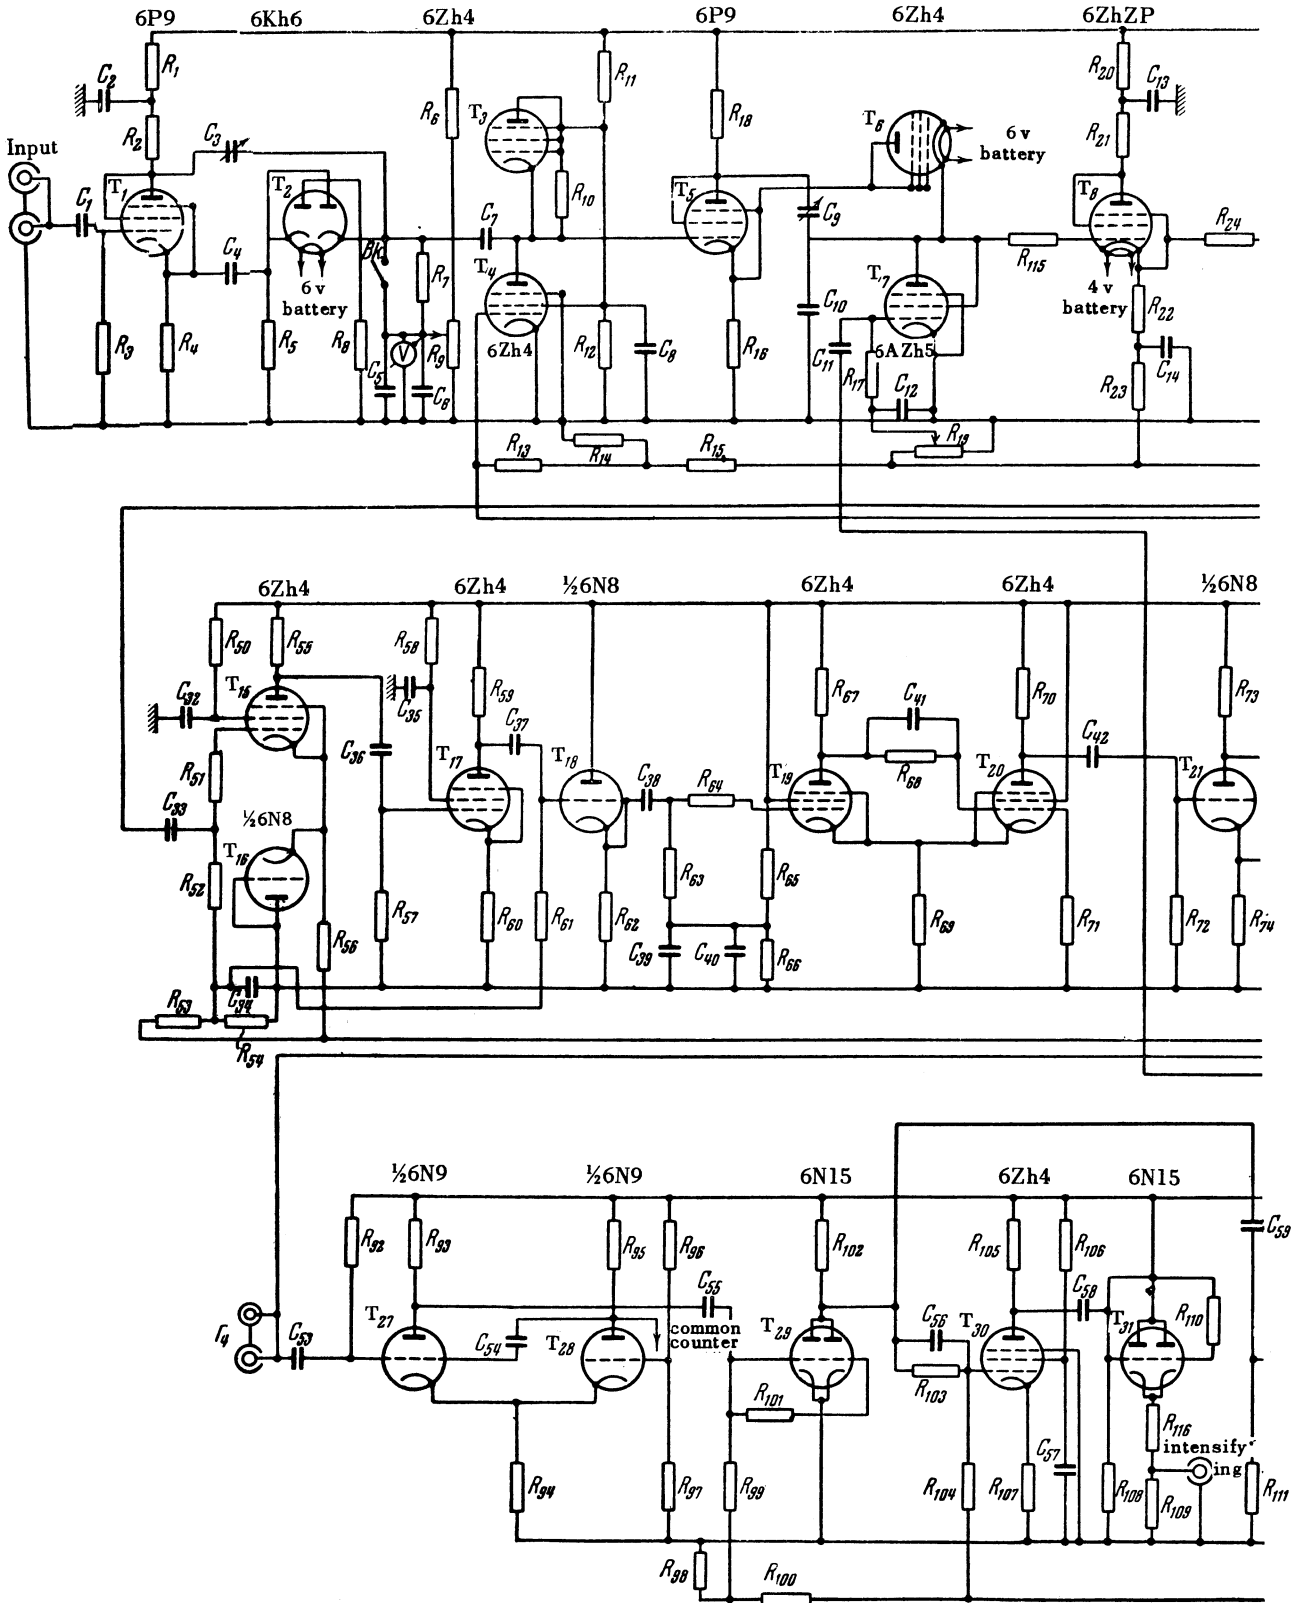 6P9 6Kh6 6Zh4 6P9 6Zh4 6ZhZP
R1 C2 R2 C3 R6 T3 R11 R18 T6 6 v battery R20 C13 R21
Input
C1 T1 T2 C4 6 v battery Bk C7 R7 R10 T4 T5 C9 T7 T8 R24
R115 4 v battery R22
R3 R4 R5 R8 C5 V C8 R9 6Zh4 R12 C8 R16 C10 C11 6AZh5 R17 C12 R23 C14
R13 R14 R15 R19
6Zh4 6Zh4 ½6N8 6Zh4 6Zh4 ½6N8
R50 R55 R58 R59 R67 C41 R70 R73
T15 C32 C35 C37 C42
R51 C36 T17 T18 C38 R64 T19 R68 T20 T21
C33 ½6N8
T16 R52 R63 R65
R57 R56 R60 R61 R62 R69 R71 R72 R74
C39 C40 R66
R53 C34
R54
½6N9 ½6N9 6N15 6Zh4 6N15
R92 R93 R95 R96 R102 R105 R106 C59
C55 C58 R110
Г4 C53 T27 C54 T28 common counter T29 C56 T30 T31
R101 R103 R116
intensify
ing
R94 R97 R99 R104 R107 C57 R108 R109 R111
R98 R100